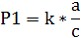 P1 = k * a/c